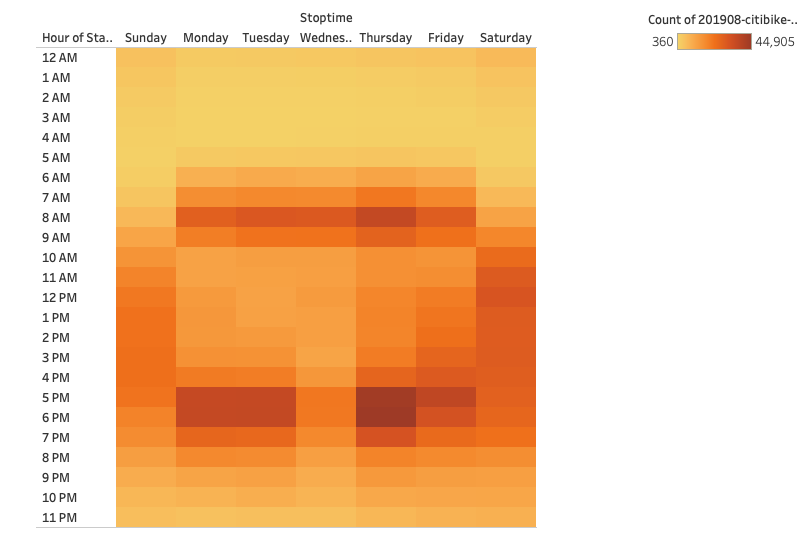 Stoptime
Hour of Sta.. Sunday Monday Tuesday Wednes.. Thursday Friday Saturday
12 AM
1 AM
2 AM
3 AM
4 AM
5 AM
6 AM
7 AM
8 AM
9 AM
10 AM
11 AM
12 PM
1 PM
2 PM
3 PM
4 PM
5 PM
6 PM
7 PM
8 PM
9 PM
10 PM
11 PM
Count of 201908-citibike-..
360 44,905